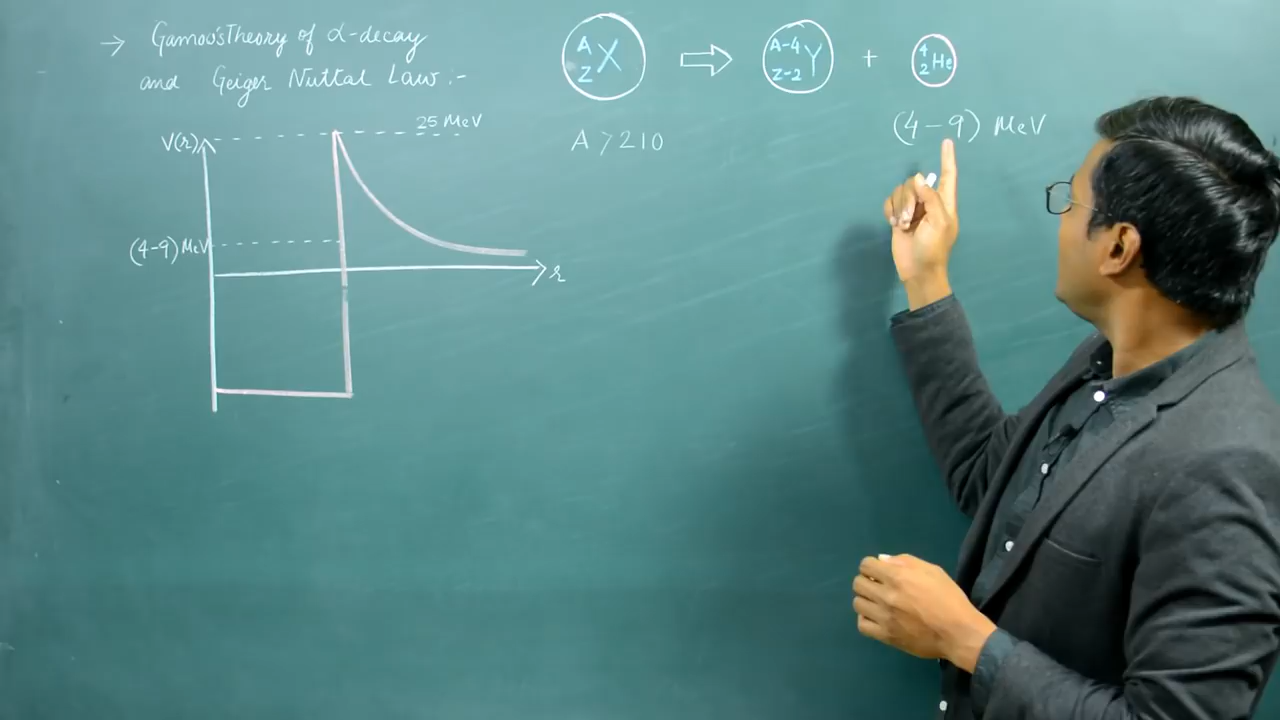 → Gamow's Theory of α-decay
and Geiger Nuttal Law :-
A
Z X ⇒ A-4
Z-2 Y + 4
2 He
A > 210
(4-9) MeV
V(r)
25 MeV
(4-9) MeV
r